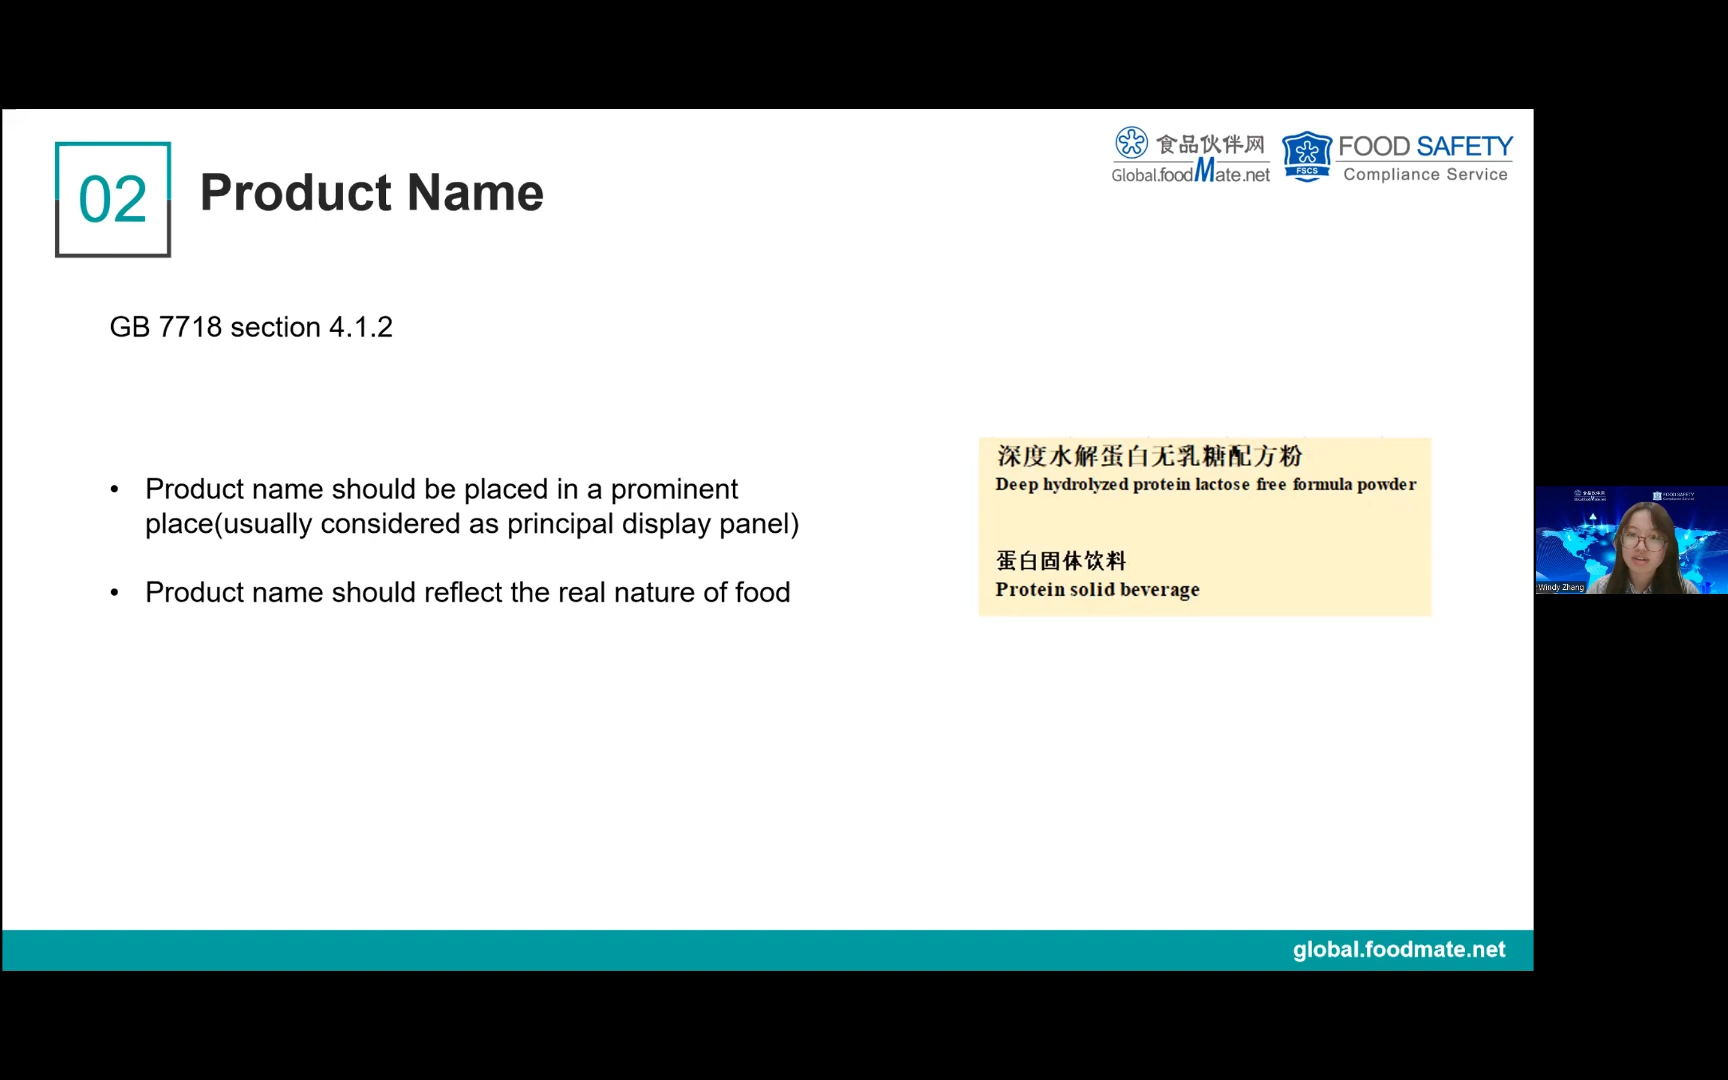 02
Product Name
食品伙伴网
Global.foodMate.net
FSCS
FOOD SAFETY
Compliance Service
GB 7718 section 4.1.2
• Product name should be placed in a prominent
place(usually considered as principal display panel)
• Product name should reflect the real nature of food
深度水解蛋白无乳糖配方粉
Deep hydrolyzed protein lactose free formula powder
蛋白固体饮料
Protein solid beverage
Windy Zhang
global.foodmate.net